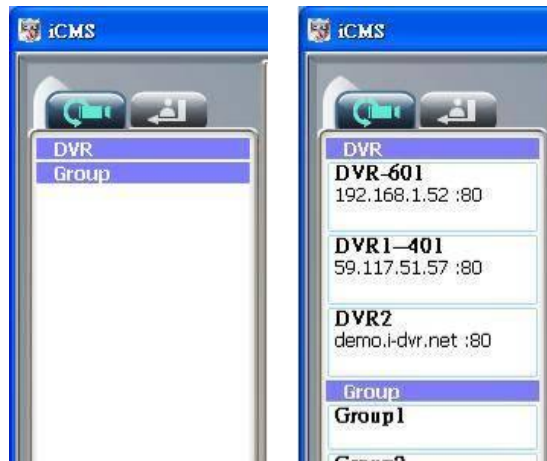 iCMS
DVR
Group
iCMS
DVR
DVR-601
192.168.1.52 :80
DVR1–401
59.117.51.57 :80
DVR2
demo.i-dvr.net :80
Group
Group1